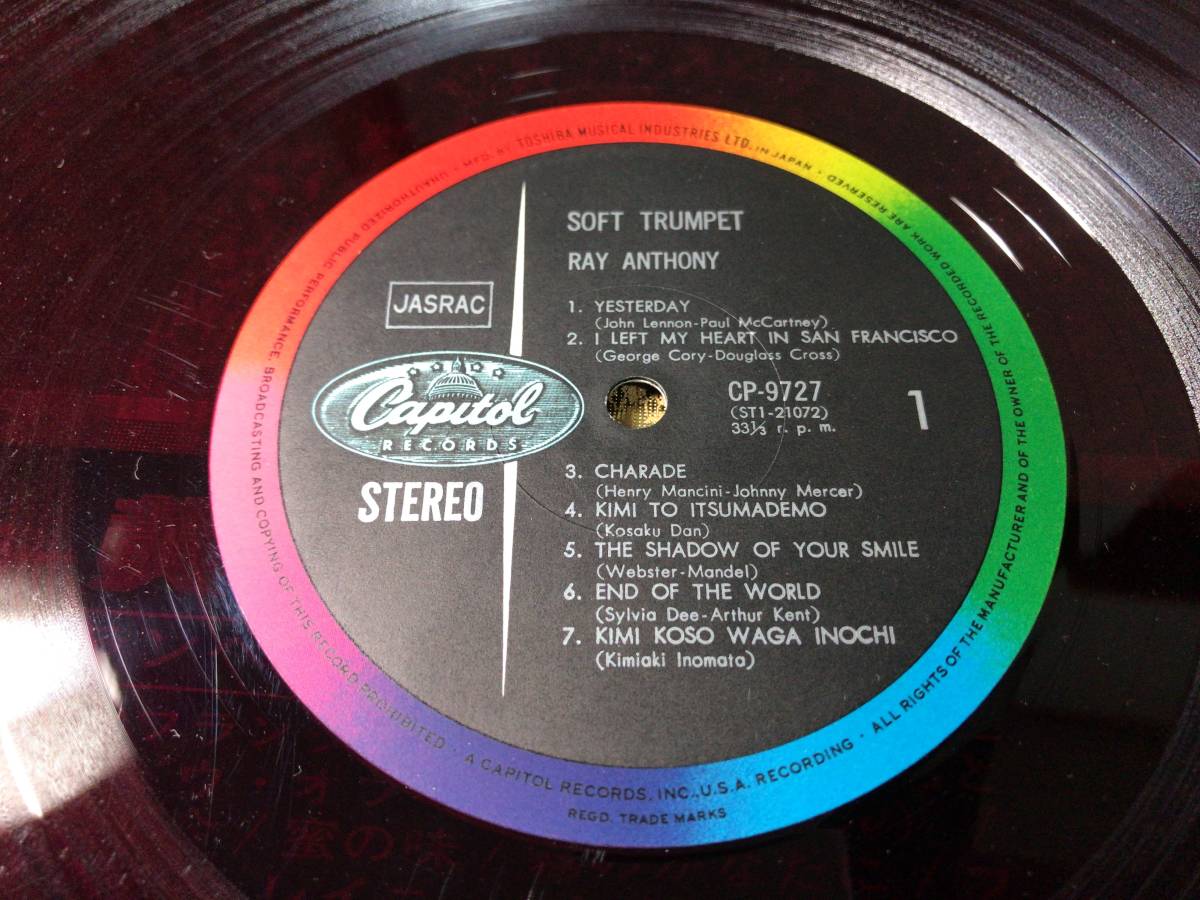 SOFT TRUMPET
RAY ANTHONY
JASRAC
1. YESTERDAY
(John Lennon-Paul McCartney)
2. I LEFT MY HEART IN SAN FRANCISCO
(George Cory-Douglass Cross)
Capitol
RECORDS
CP-9727
(ST1-21072)
33⅓ r. p. m.
1
STEREO
3. CHARADE
(Henry Mancini-Johnny Mercer)
4. KIMI TO ITSUMADEMO
(Kosaku Dan)
5. THE SHADOW OF YOUR SMILE
(Webster-Mandel)
6. END OF THE WORLD
(Sylvia Dee-Arthur Kent)
7. KIMI KOSO WAGA INOCHI
(Kimiaki Inomata)
MFD. BY TOSHIBA MUSICAL INDUSTRIES LTD. IN JAPAN ·
ALL RIGHTS OF THE MANUFACTURER AND OF THE OWNER OF THE RECORDED WORK ARE RESERVED ·
UNAUTHORIZED PUBLIC PERFORMANCE, BROADCASTING AND COPYING OF THIS RECORD PROHIBITED ·
A CAPITOL RECORDS, INC., U.S.A. RECORDING ·
REGD. TRADE MARKS